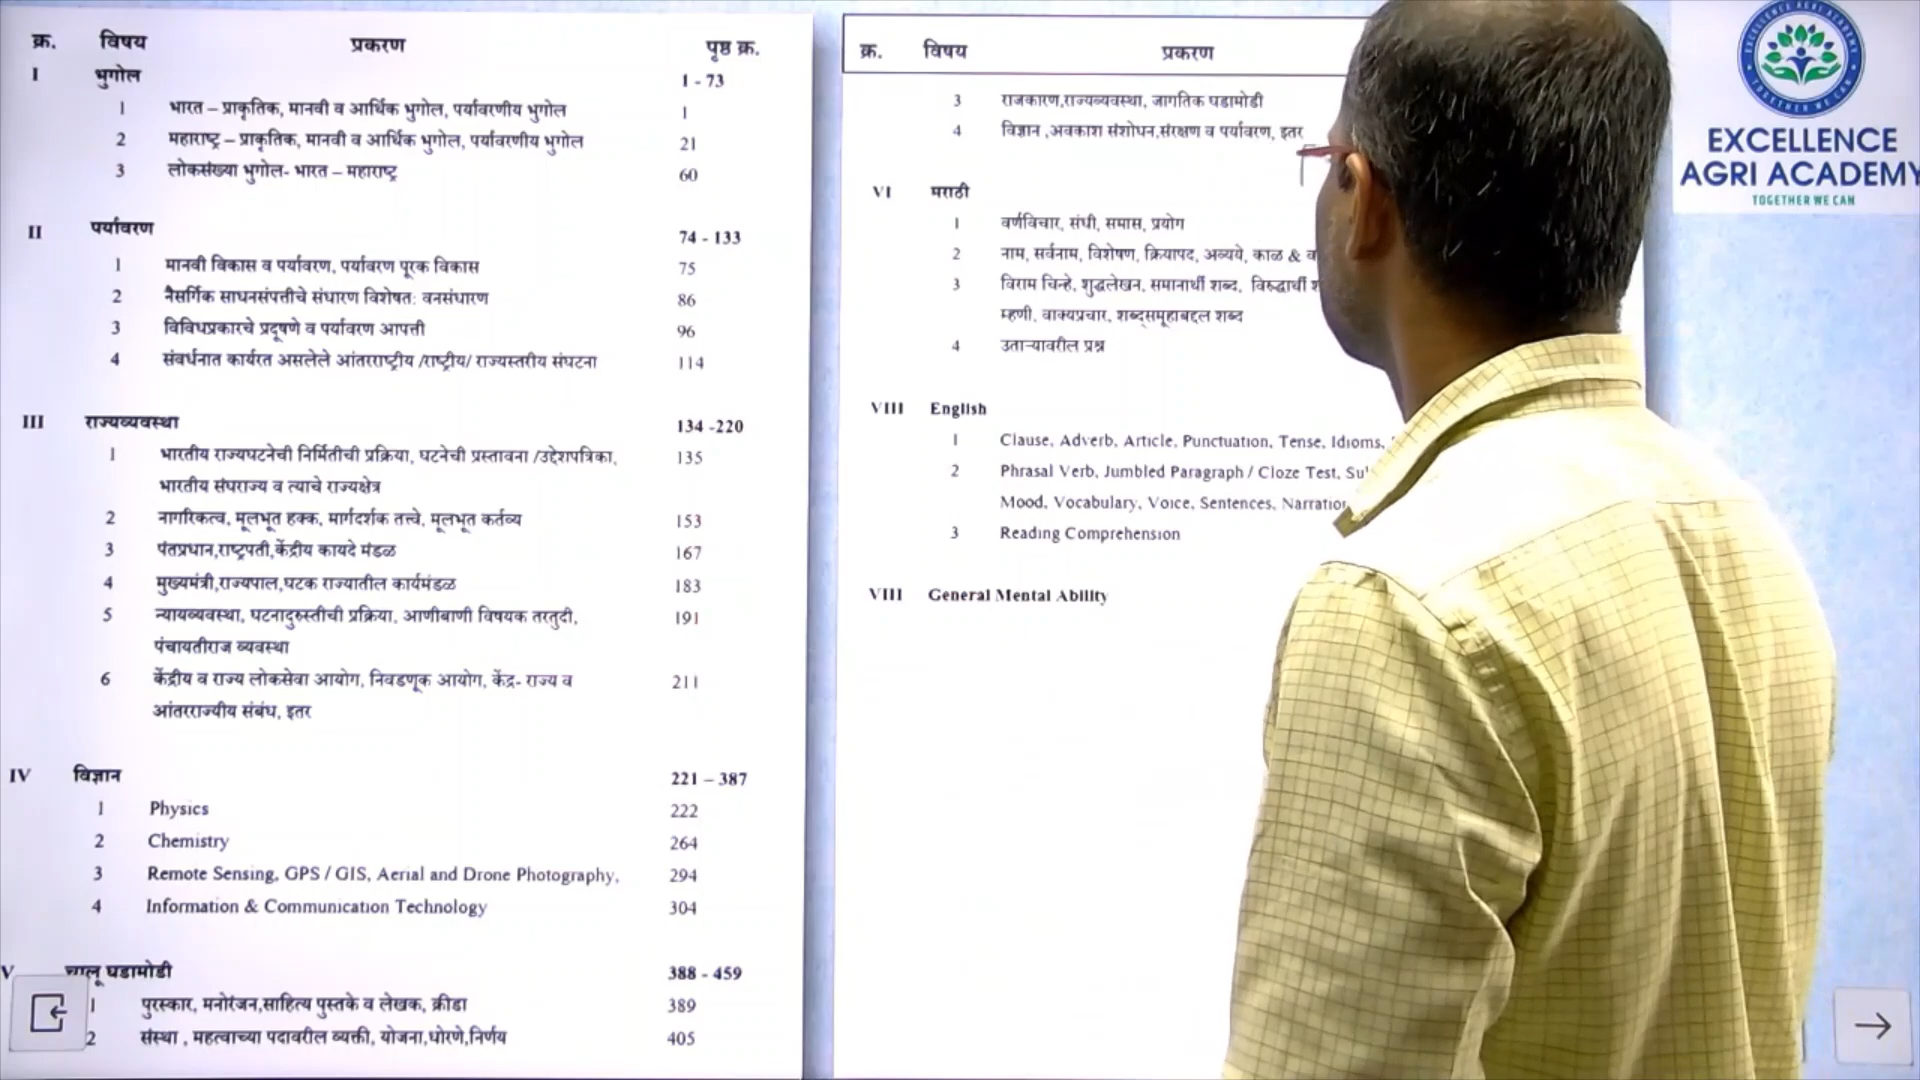 क्र. विषय प्रकरण पृष्ठ क्र.
I भुगोल 1 - 73
1 भारत – प्राकृतिक, मानवी व आर्थिक भुगोल, पर्यावरणीय भुगोल 1
2 महाराष्ट्र – प्राकृतिक, मानवी व आर्थिक भुगोल, पर्यावरणीय भुगोल 21
3 लोकसंख्या भुगोल- भारत – महाराष्ट्र 60
II पर्यावरण 74 - 133
1 मानवी विकास व पर्यावरण, पर्यावरण पूरक विकास 75
2 नैसर्गिक साधनसंपत्तीचे संधारण विशेषत: वनसंधारण 86
3 विविधप्रकारचे प्रदूषणे व पर्यावरण आपत्ती 96
4 संवर्धनात कार्यरत असलेले आंतरराष्ट्रीय /राष्ट्रीय/ राज्यस्तरीय संघटना 114
III राज्यव्यवस्था 134 -220
1 भारतीय राज्यघटनेची निर्मितीची प्रक्रिया, घटनेची प्रस्तावना /उद्देशपत्रिका, 135
भारतीय संघराज्य व त्याचे राज्यक्षेत्र
2 नागरिकत्व, मूलभूत हक्क, मार्गदर्शक तत्त्वे, मूलभूत कर्तव्य 153
3 पंतप्रधान,राष्ट्रपती,केंद्रीय कायदे मंडळ 167
4 मुख्यमंत्री,राज्यपाल,घटक राज्यातील कार्यमंडळ 183
5 न्यायव्यवस्था, घटनादुरुस्तीची प्रक्रिया, आणीबाणी विषयक तरतुदी, 191
पंचायतीराज व्यवस्था
6 केंद्रीय व राज्य लोकसेवा आयोग, निवडणूक आयोग, केंद्र- राज्य व 211
आंतरराज्यीय संबंध, इतर
IV विज्ञान 221 – 387
1 Physics 222
2 Chemistry 264
3 Remote Sensing, GPS / GIS, Aerial and Drone Photography, 294
4 Information & Communication Technology 304
V चालू घडामोडी 388 - 459
1 पुरस्कार, मनोरंजन,साहित्य पुस्तके व लेखक, क्रीडा 389
2 संस्था , महत्वाच्या पदावरील व्यक्ती, योजना,धोरणे,निर्णय 405
क्र. विषय प्रकरण
3 राजकारण,राज्यव्यवस्था, जागतिक घडामोडी
4 विज्ञान ,अवकाश संशोधन,संरक्षण व पर्यावरण, इतर
VI मराठी
1 वर्णविचार, संधी, समास, प्रयोग
2 नाम, सर्वनाम, विशेषण, क्रियापद, अव्यये, काळ &
3 विराम चिन्हे, शुद्धलेखन, समानार्थी शब्द, विरुद्धार्थी
म्हणी, वाक्यप्रचार, शब्द्समूहाबद्दल शब्द
4 उताऱ्यावरील प्रश्न
VIII English
1 Clause, Adverb, Article, Punctuation, Tense, Idioms,
2 Phrasal Verb, Jumbled Paragraph / Cloze Test,
Mood, Vocabulary, Voice, Sentences,
3 Reading Comprehension
VIII General Mental Ability
EXCELLENCE AGRI ACADEMY
TOGETHER WE CAN
EXCELLENCE
AGRI ACADEMY
TOGETHER WE CAN